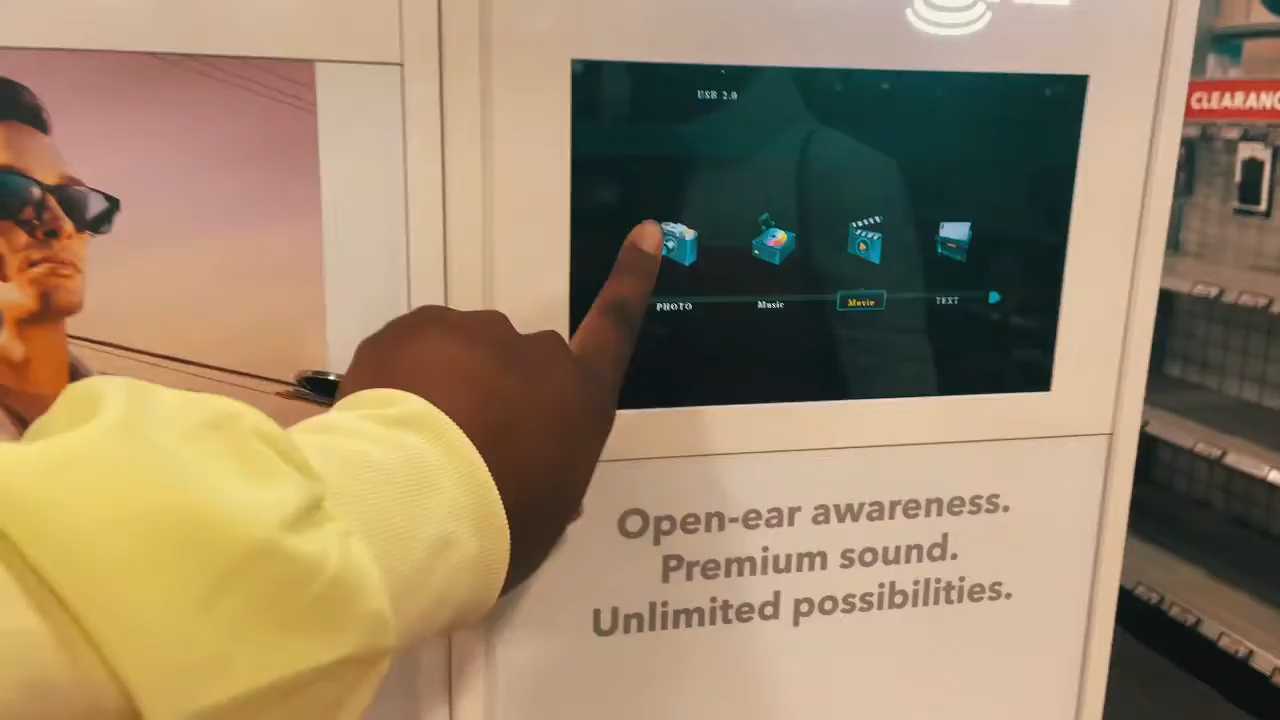 USB 2.0
CLEARANC
PHOTO
Music
Movie
TEXT
Open-ear awareness.
Premium sound.
Unlimited possibilities.